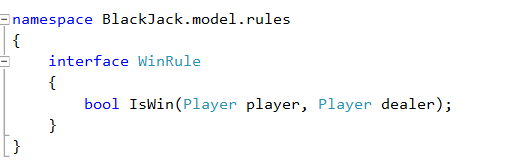 namespace BlackJack.model.rules
{
    interface WinRule
    {
        bool IsWin(Player player, Player dealer);
    }
}